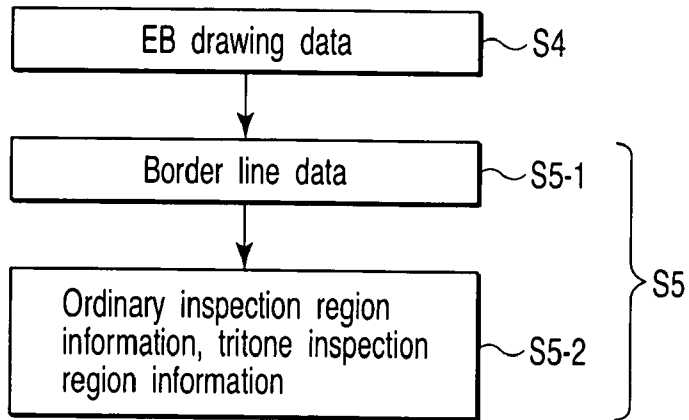 EB drawing data
S4
Border line data
S5-1
S5
Ordinary inspection region
information, tritone inspection
region information
S5-2